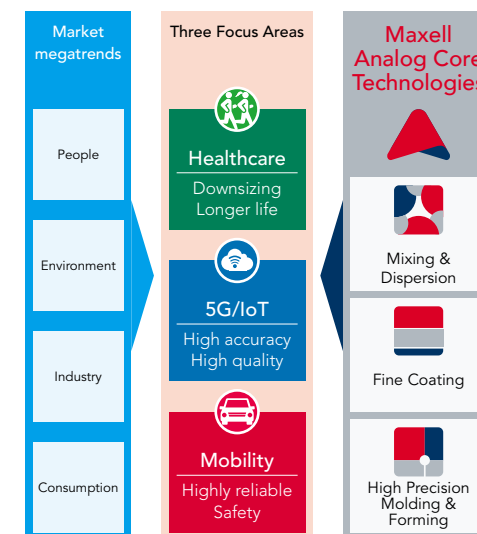 Market
megatrends
People
Environment
Industry
Consumption
Three Focus Areas
Healthcare
Downsizing
Longer life
5G/IoT
High accuracy
High quality
Mobility
Highly reliable
Safety
Maxell
Analog Core
Technologies
Mixing &
Dispersion
Fine Coating
High Precision
Molding &
Forming